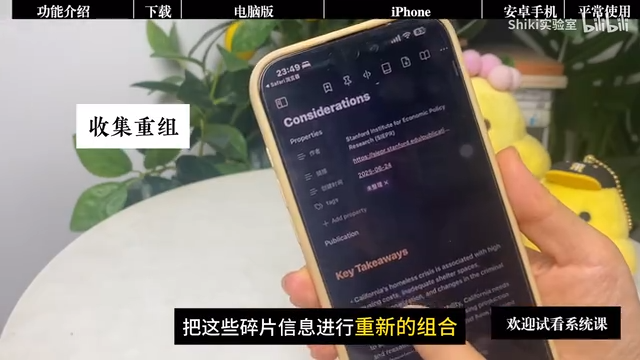 功能介绍
下载
电脑版
iPhone
安卓手机
平常使用
Shiki实验室
bilibili
23:49
Safari浏览器
收集重组
Considerations
Properties
作者
Stanford Institute for Economic Policy
Research (SIEPR)
链接
https://siepr.stanford.edu/publicati...
创建时间
2025-06-24
Tags
未整理 ×
+ Add property
Publication
Key Takeaways
- California's homeless crisis is associated with high
costs, inadequate shelter spaces,
and changes in the criminal
California needs
把这些碎片信息进行重新的组合
欢迎试看系统课